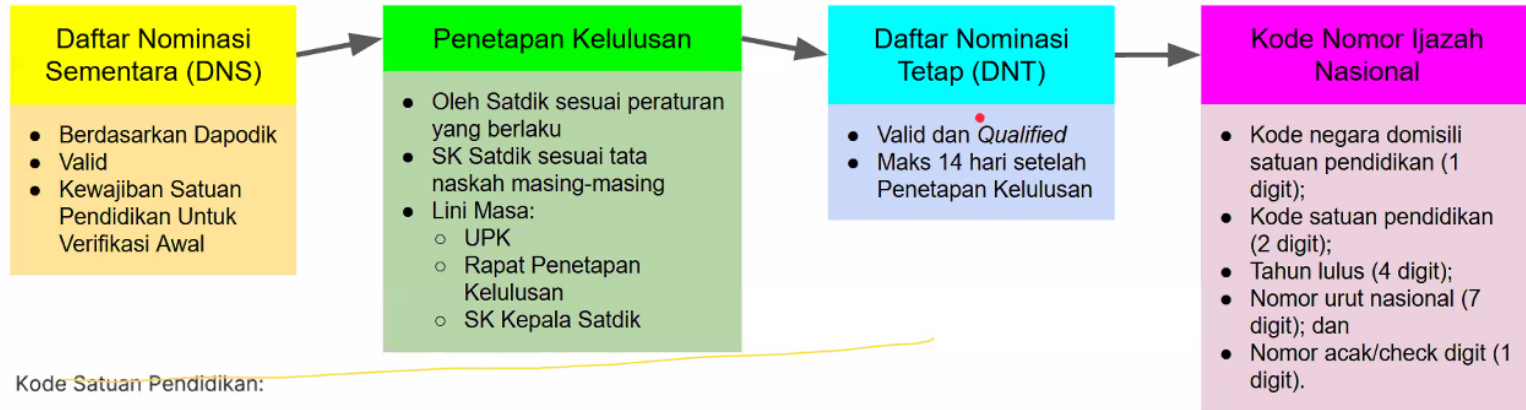 Daftar Nominasi
Sementara (DNS)
● Berdasarkan Dapodik
● Valid
● Kewajiban Satuan
Pendidikan Untuk
Verifikasi Awal
Penetapan Kelulusan
● Oleh Satdik sesuai peraturan
yang berlaku
● SK Satdik sesuai tata
naskah masing-masing
● Lini Masa:
○ UPK
○ Rapat Penetapan
Kelulusan
○ SK Kepala Satdik
Daftar Nominasi
Tetap (DNT)
● Valid dan Qualified
● Maks 14 hari setelah
Penetapan Kelulusan
Kode Nomor Ijazah
Nasional
● Kode negara domisili
satuan pendidikan (1
digit);
● Kode satuan pendidikan
(2 digit);
● Tahun lulus (4 digit);
● Nomor urut nasional (7
digit); dan
● Nomor acak/check digit (1
digit).
Kode Satuan Pendidikan: